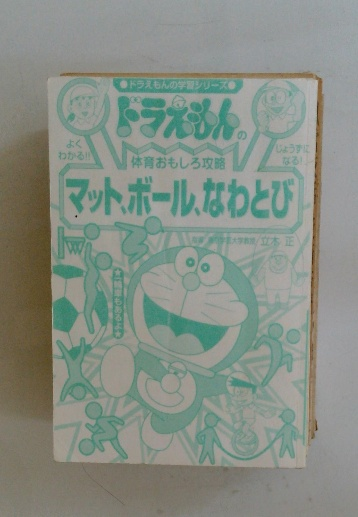 ●ドラえもんの学習シリーズ●
ドラえもんの
よく
わかる!!
じょうずに
なる!
体育おもしろ攻略
マット、ボール、なわとび
立木 正